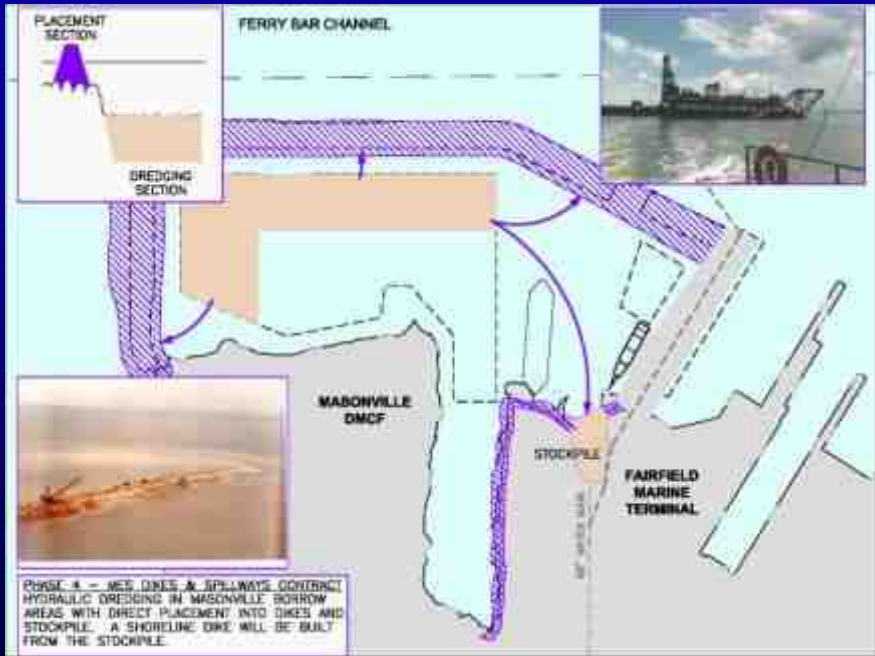 PLACEMENT
SECTION
FERRY BAR CHANNEL
DREDGING
SECTION
MASONVILLE
DMCF
STOCKPILE
FAIRFIELD
MARINE
TERMINAL
PHASE 4 - MES DIKES & SPILLWAYS CONTRACT
HYDRAULIC DREDGING IN MASONVILLE BORROW
AREAS WITH DIRECT PLACEMENT INTO DIKES AND
STOCKPILE. A SHORELINE DIKE WILL BE BUILT
FROM THE STOCKPILE.